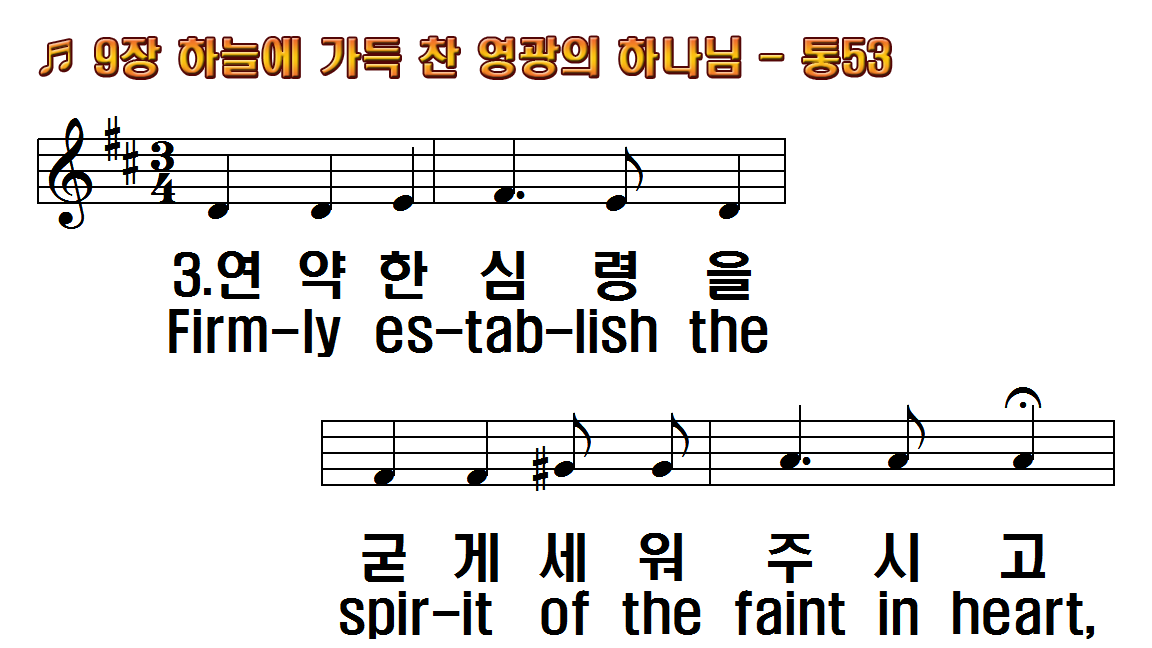 ♬ 9장 하늘에 가득 찬 영광의 하나님 - 통53
3
4
3.연 약 한 심 령 을
Firm-ly es-tab-lish the
굳 게 세 워 주 시 고
spir-it of the faint in heart,